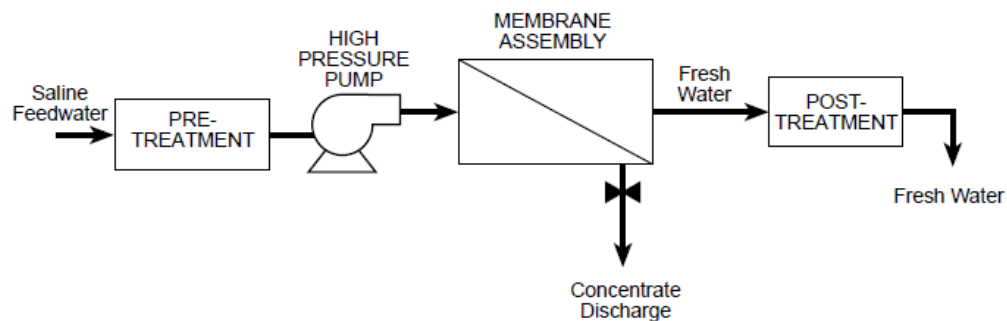 Saline
Feedwater
PRE-
TREATMENT
HIGH
PRESSURE
PUMP
MEMBRANE
ASSEMBLY
Fresh
Water
POST-
TREATMENT
Fresh Water
Concentrate
Discharge